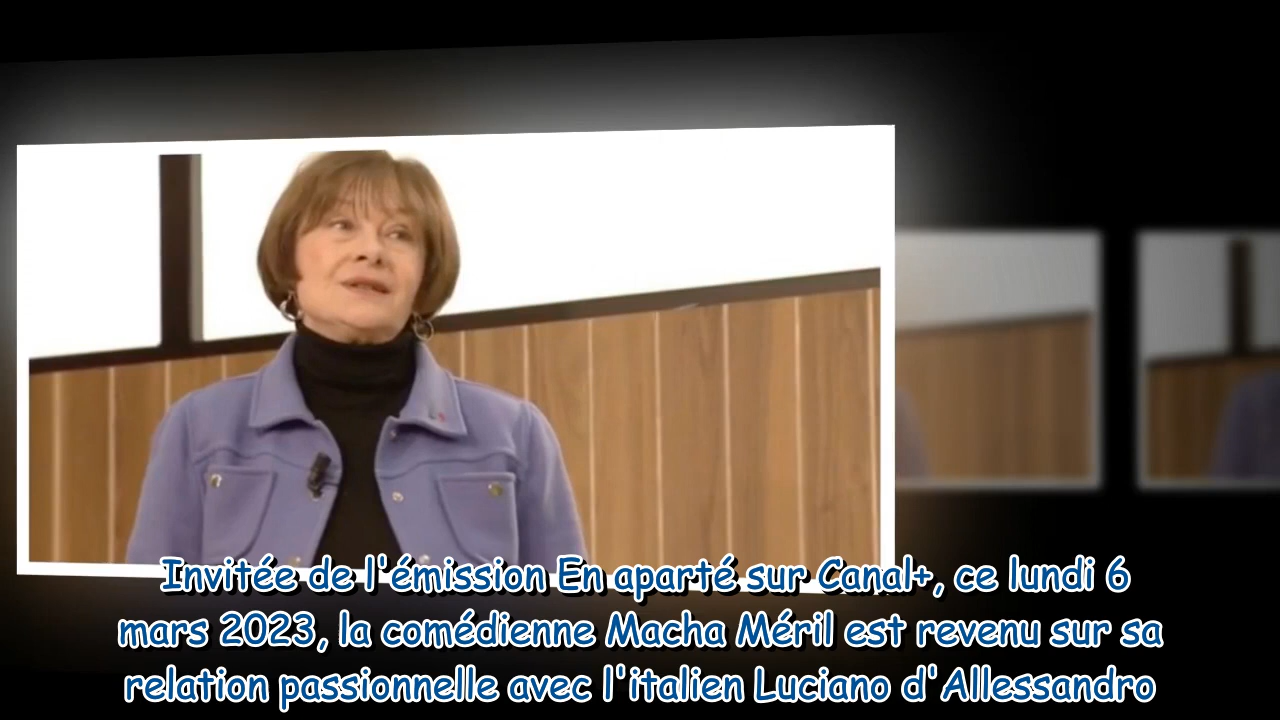 Invitée de l'émission En aparté sur Canal+, ce lundi 6
mars 2023, la comédienne Macha Méril est revenu sur sa
relation passionnelle avec l'italien Luciano d'Allessandro